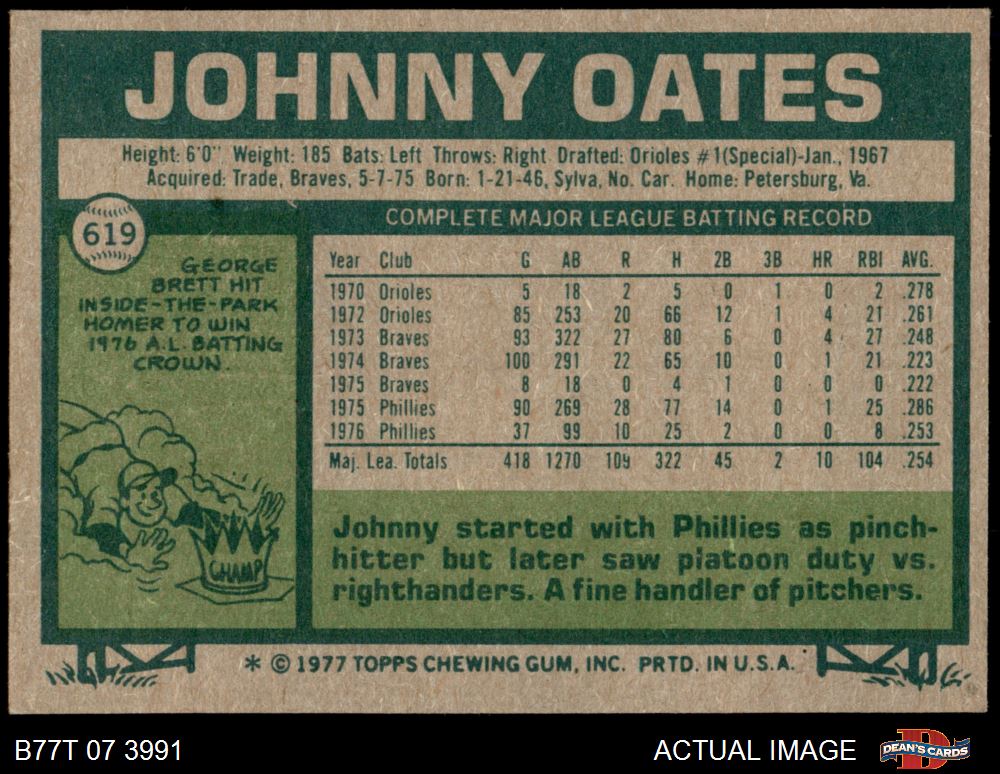 JOHNNY OATES
Height: 6'0" Weight: 185 Bats: Left Throws: Right Drafted: Orioles #1(Special)-Jan., 1967
Acquired: Trade, Braves, 5-7-75 Born: 1-21-46, Sylva, No. Car. Home: Petersburg, Va.
619
GEORGE
BRETT HIT
INSIDE-THE-PARK
HOMER TO WIN
1976 A.L. BATTING
CROWN.
CHAMP
COMPLETE MAJOR LEAGUE BATTING RECORD
Year Club G AB R H 2B 3B HR RBI AVG.
1970 Orioles 5 18 2 5 0 1 0 2 .278
1972 Orioles 85 253 20 66 12 1 4 21 .261
1973 Braves 93 322 27 80 6 0 4 27 .248
1974 Braves 100 291 22 65 10 0 1 21 .223
1975 Braves 8 18 0 4 1 0 0 0 .222
1975 Phillies 90 269 28 77 14 0 1 25 .286
1976 Phillies 37 99 10 25 2 0 0 8 .253
Maj. Lea. Totals 418 1270 109 322 45 2 10 104 .254
Johnny started with Phillies as pinch-
hitter but later saw platoon duty vs.
righthanders. A fine handler of pitchers.
* © 1977 TOPPS CHEWING GUM, INC. PRTD. IN U.S.A.
B77T 07 3991 ACTUAL IMAGE
B
DEAN'S CARDS